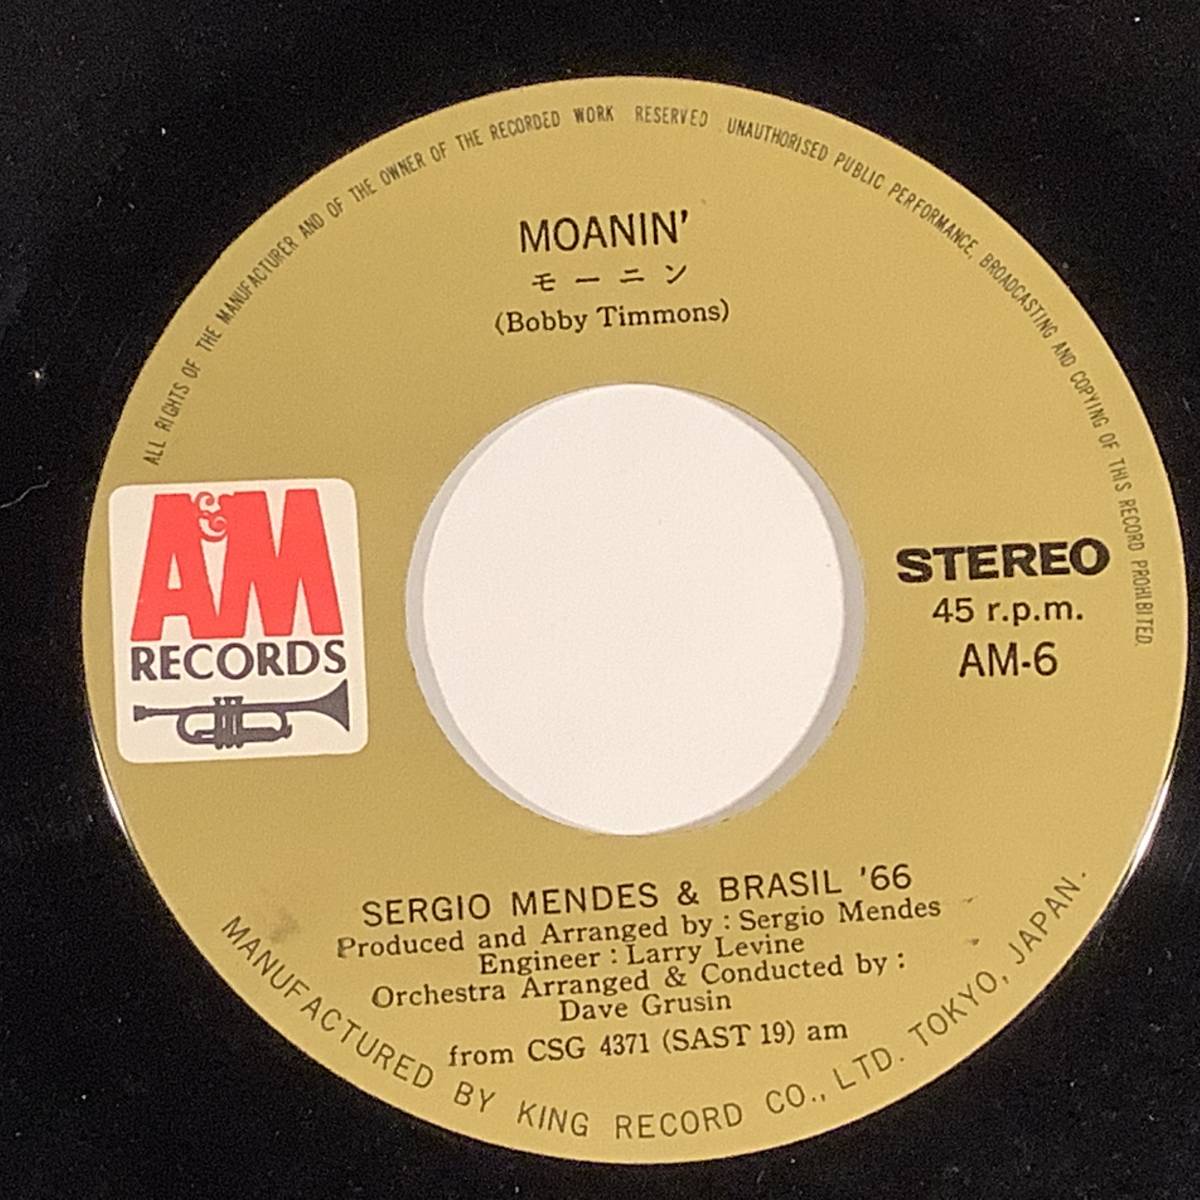 ALL RIGHTS OF THE MANUFACTURER AND OF THE OWNER OF THE RECORDED WORK RESERVED. UNAUTHORISED PUBLIC PERFORMANCE, BROADCASTING AND COPYING OF THIS RECORD PROHIBITED.
MOANIN'
モーニン
(Bobby Timmons)
A&M
RECORDS
STEREO
45 r.p.m.
AM-6
SERGIO MENDES & BRASIL '66
Produced and Arranged by : Sergio Mendes
Engineer : Larry Levine
Orchestra Arranged & Conducted by :
Dave Grusin
from CSG 4371 (SAST 19) am
MANUFACTURED BY KING RECORD CO., LTD. TOKYO, JAPAN.